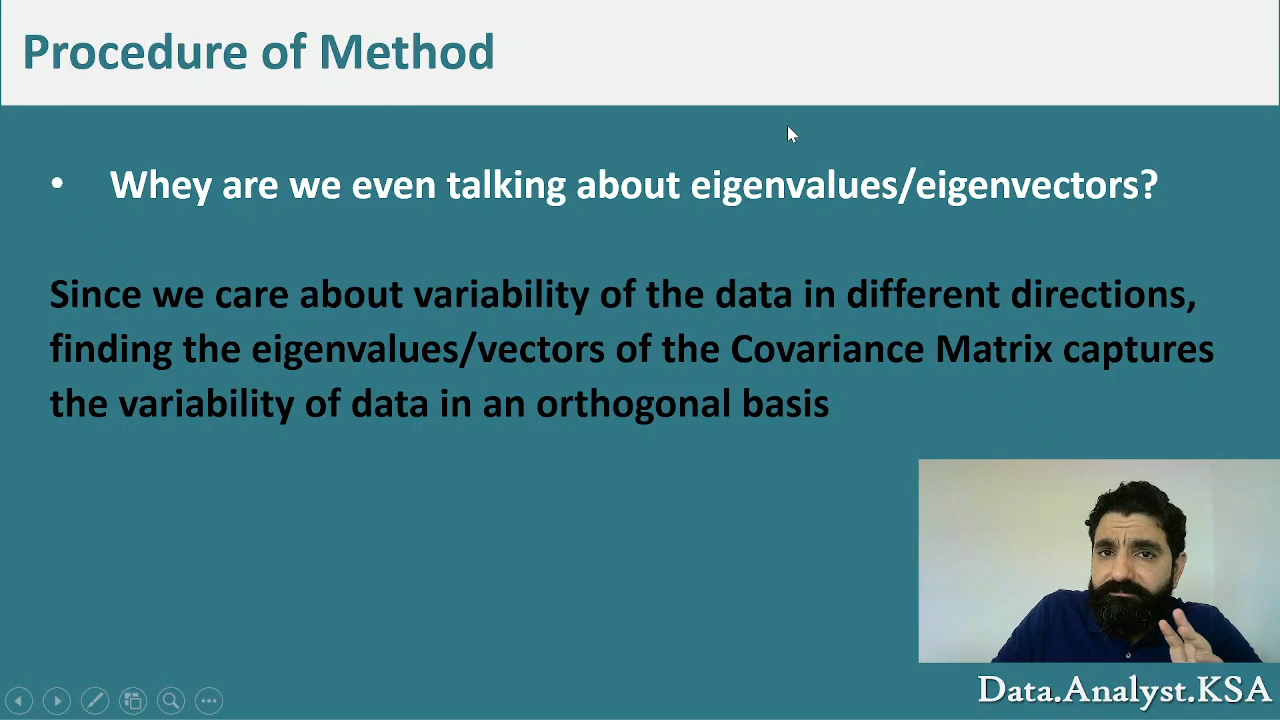 Procedure of Method
• Whey are we even talking about eigenvalues/eigenvectors?
Since we care about variability of the data in different directions,
finding the eigenvalues/vectors of the Covariance Matrix captures
the variability of data in an orthogonal basis
Data.Analyst.KSA